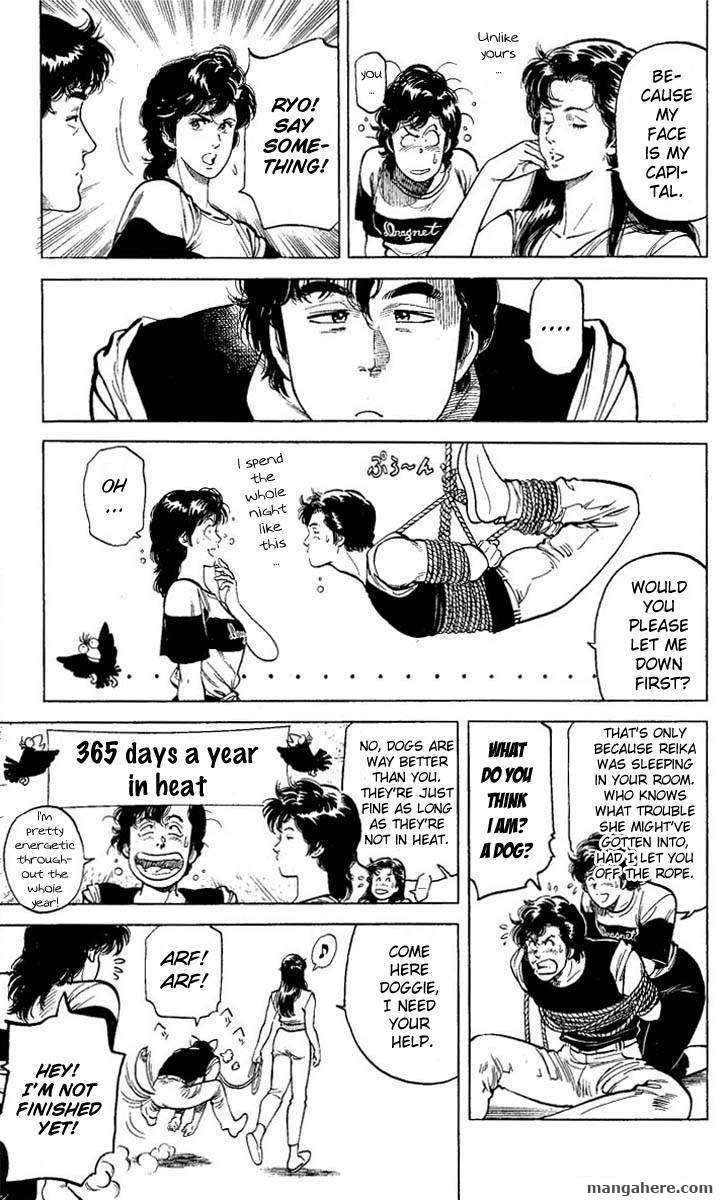 BE-
CAUSE
MY
FACE
IS MY
CAPI-
TAL.
Unlike
yours
...
you
...
Dragnet
RYO!
SAY
SOME-
THING!
....
WOULD
YOU
PLEASE
LET ME
DOWN
FIRST?
ぷろ〜ん
I spend
the
whole
night
like
this
...
OH
...
Dragnet
THAT'S ONLY
BECAUSE REIKA
WAS SLEEPING
IN YOUR ROOM.
WHO KNOWS
WHAT TROUBLE
SHE MIGHT'VE
GOTTEN INTO,
HAD I LET YOU
OFF THE ROPE.
WHAT
DO YOU
THINK
I AM?
A DOG?
Dragnet
NO, DOGS ARE
WAY BETTER
THAN YOU.
THEY'RE JUST
FINE AS LONG
AS THEY'RE
NOT IN HEAT.
365 days a year
in heat
I'm
pretty
energetic
through-
out the
whole
year!
COME
HERE
DOGGIE,
I NEED
YOUR
HELP.
ARF!
ARF!
HEY!
I'M NOT
FINISHED
YET!
mangahere.com